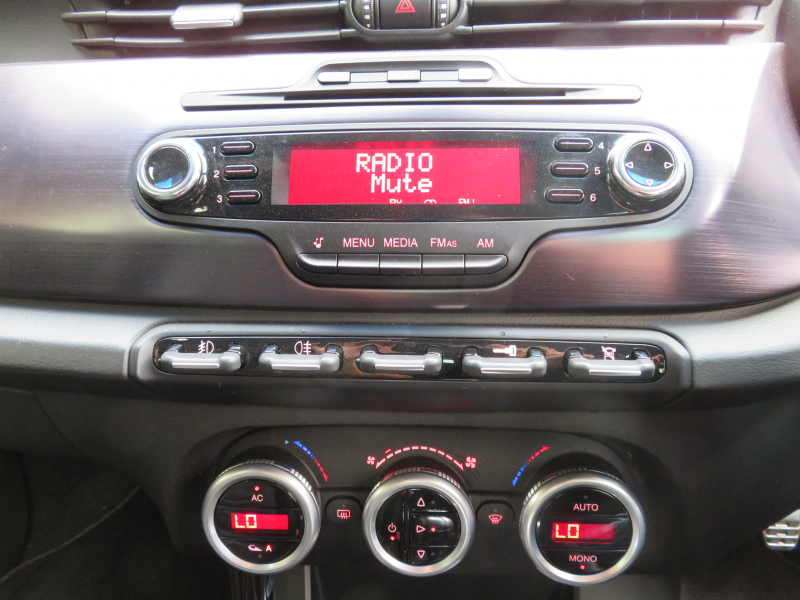 RADIO
Mute
1
2
3
4
5
6
MENU MEDIA FMAS AM
AC
LO
A
AUTO
LO
MONO